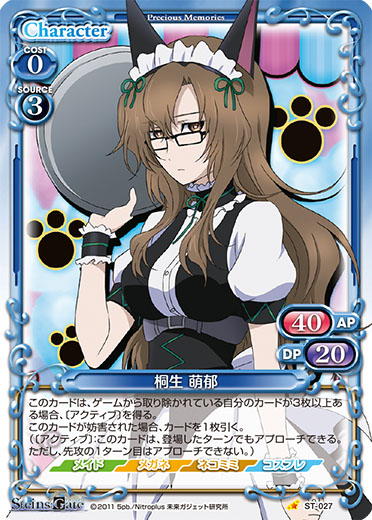 Precious Memories
Character
COST
0
SOURCE
3
40 AP
DP 20
桐生 萌郁
このカードは、ゲームから取り除かれている自分のカードが3枚以上あ
る場合、〔アクティブ〕を得る。
このカードが妨害された場合、カードを1枚引く。
(〔アクティブ〕:このカードは、登場したターンでもアプローチできる。
ただし、先攻の1ターン目はアプローチできない。)
メイド メガネ ネコミミ コスプレ
Steins;Gate ©2011 5pb./Nitroplus 未来ガジェット研究所 ST-027